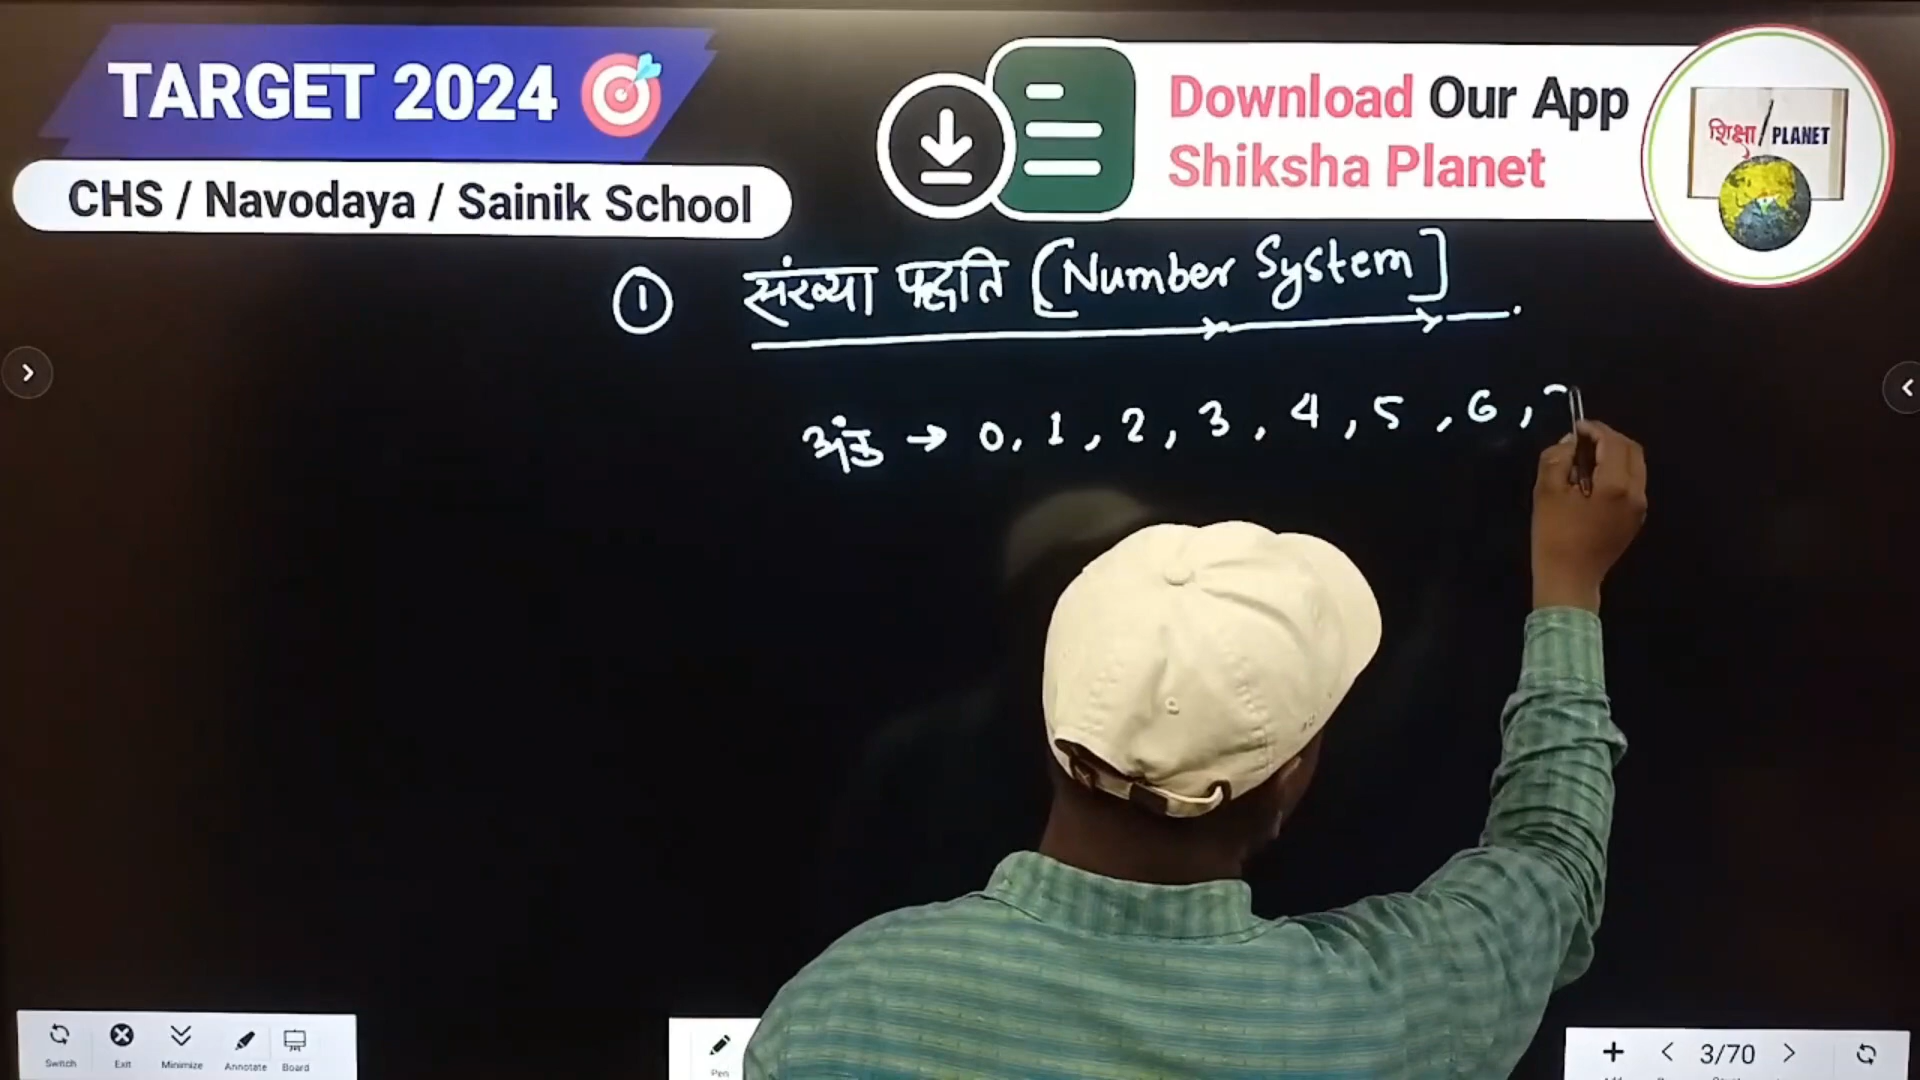 TARGET 2024
CHS / Navodaya / Sainik School
Download Our App
Shiksha Planet
शिक्षा PLANET
① संख्या पद्धति [Number System]
अंक → 0, 1, 2, 3, 4, 5, 6,
Switch Exit Minimize Annotate Board
Pen
3/70